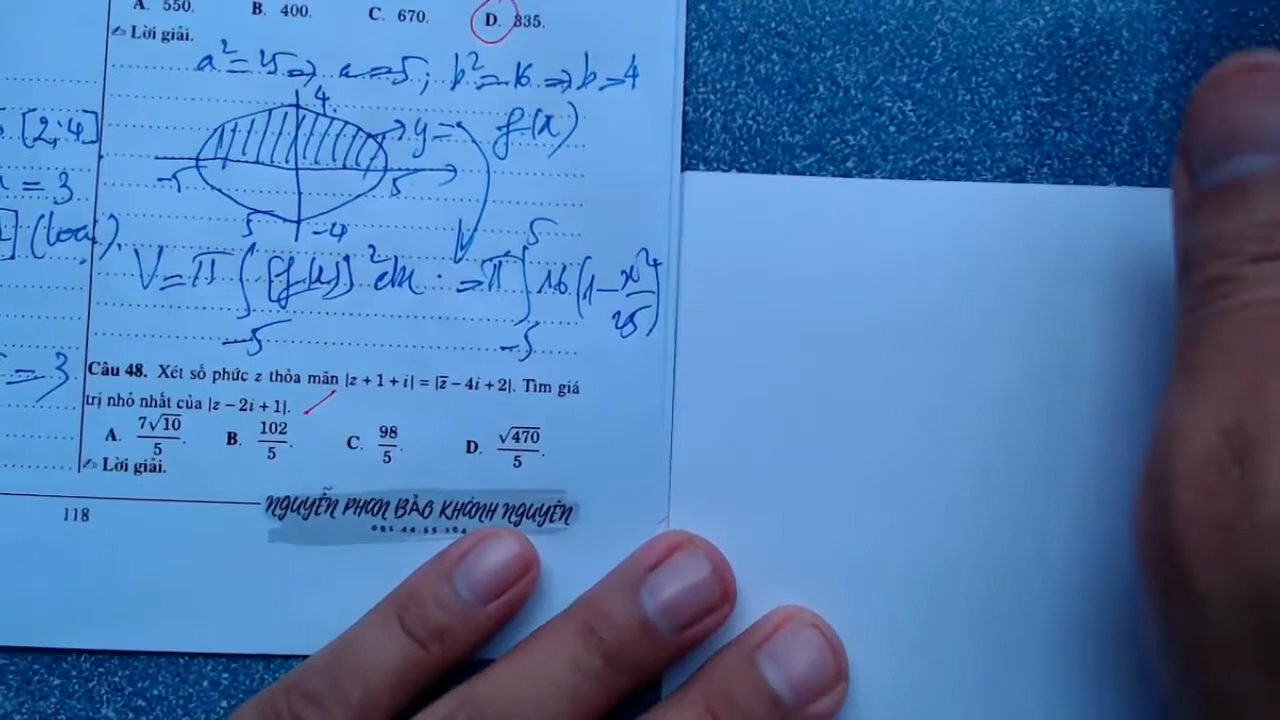 A. 550. B. 400. C. 670. D. 835.
Lời giải.
a² = 25 => a = 5; b² = 16 => b = 4
[2;4]
4
y = f(x)
-5 5
= 3
-4
(loại).
V = π ∫ [f(x)]² dx = π ∫ 16(1 - x²/25)
5 5
-5 -5
= 3
Câu 48. Xét số phức z thỏa mãn |z + 1 + i| = |z̅ − 4i + 2|. Tìm giá
trị nhỏ nhất của |z − 2i + 1|.
A. 7√10/5. B. 102/5. C. 98/5. D. √470/5.
Lời giải.
118
NGUYỄN PHAN BẢO KHÁNH NGUYÊN